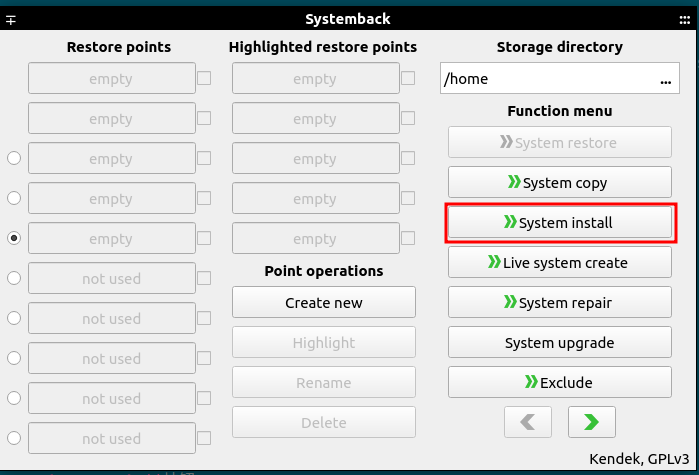 Systemback
Restore points
empty
empty
empty
empty
empty
not used
not used
not used
not used
not used
Highlighted restore points
empty
empty
empty
empty
empty
Point operations
Create new
Highlight
Rename
Delete
Storage directory
/home
...
Function menu
System restore
System copy
System install
Live system create
System repair
System upgrade
Exclude
Kendek, GPLv3